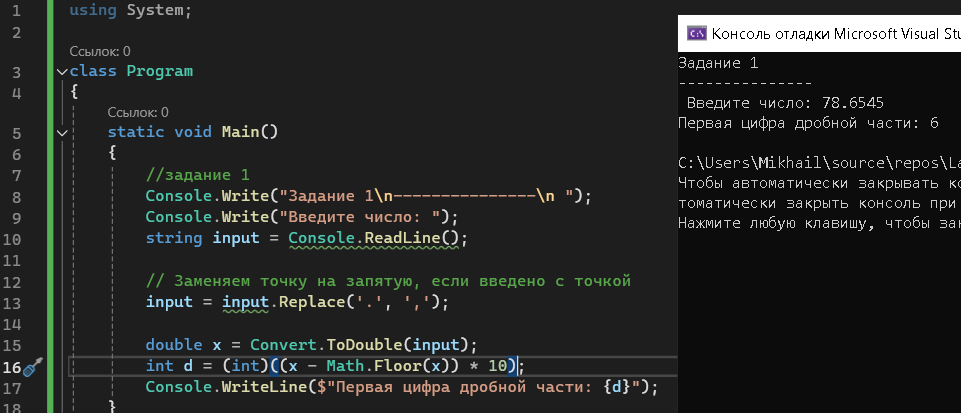 using System;
Ссылок: 0
class Program
{
Ссылок: 0
static void Main()
{
//задание 1
Console.Write("Задание 1\n---------------\n ");
Console.Write("Введите число: ");
string input = Console.ReadLine();
// Заменяем точку на запятую, если введено с точкой
input = input.Replace('.', ',');
double x = Convert.ToDouble(input);
int d = (int)((x - Math.Floor(x)) * 10);
Console.WriteLine($"Первая цифра дробной части: {d}");
}
1
2
3
4
5
6
7
8
9
10
11
12
13
14
15
16
17
Консоль отладки Microsoft Visual Stu
Задание 1
---------------
Введите число: 78.6545
Первая цифра дробной части: 6
C:\Users\Mikhail\source\repos\La
Чтобы автоматически закрывать ко
томатически закрыть консоль при
Нажмите любую клавишу, чтобы зак